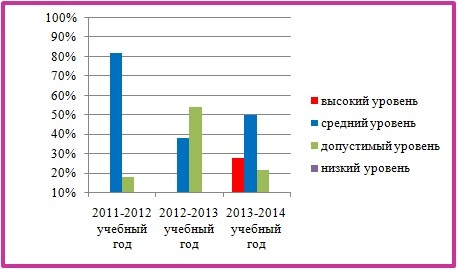 100%
90%
80%
70%
60%
50%
40%
30%
20%
10%
2011-2012
учебный
год
2012-2013
учебный
год
2013-2014
учебный
год
высокий уровень
средний уровень
допустимый уровень
низкий уровень